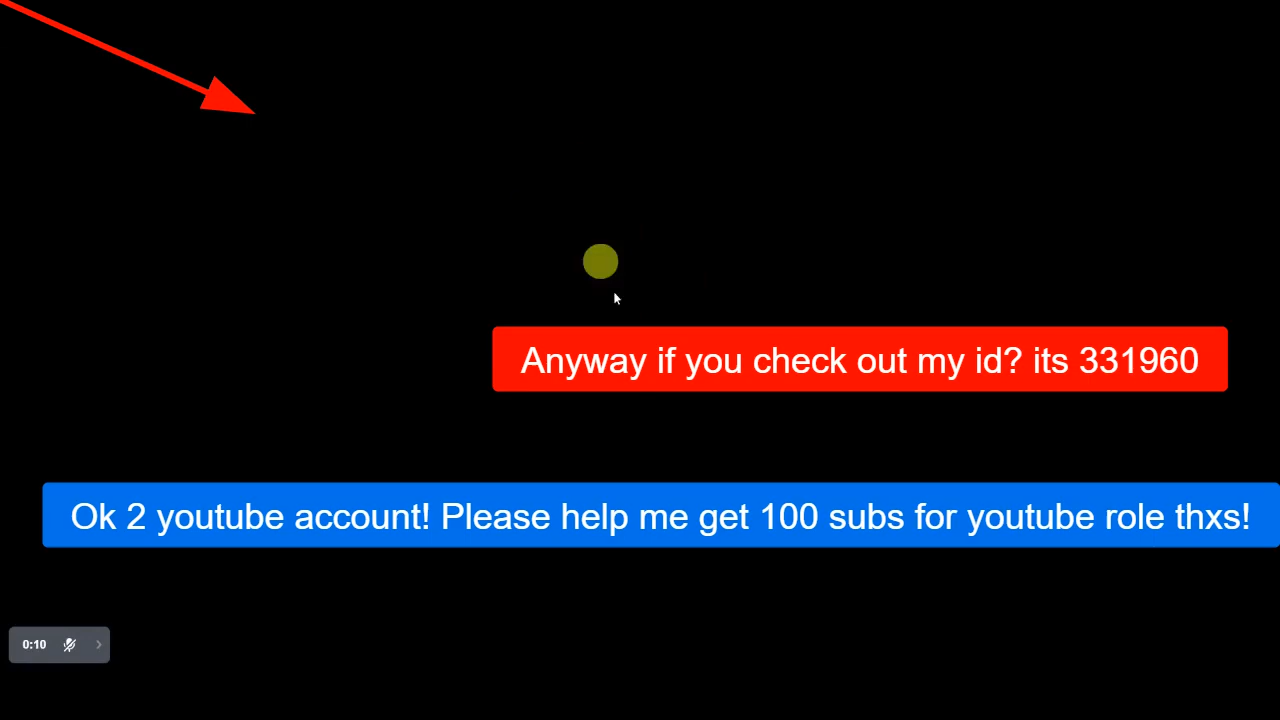 Anyway if you check out my id? its 331960
Ok 2 youtube account! Please help me get 100 subs for youtube role thxs!
0:10